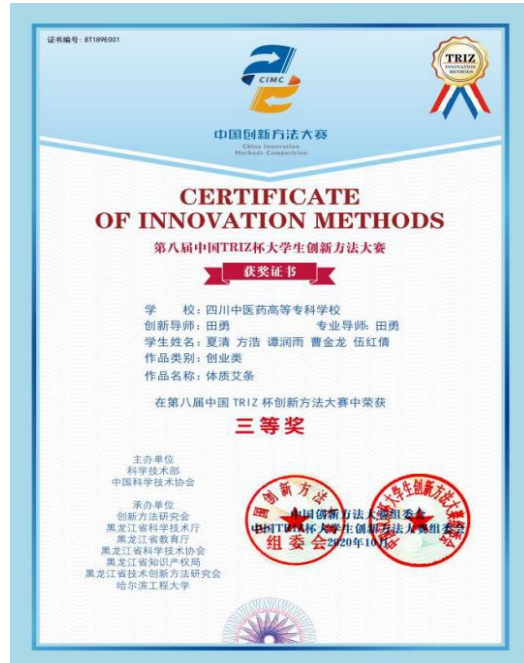 证书编号：8T189E001
TRIZ
INNOVATION
METHODS
CIMC
中国创新方法大赛
China Innovation
Methods Competition
CERTIFICATE
OF INNOVATION METHODS
第八届中国TRIZ杯大学生创新方法大赛
获奖证书
学 校：四川中医药高等专科学校
创新导师：田勇 专业导师：田勇
学生姓名：夏清 方浩 谭润雨 曹金龙 伍红倩
作品类别：创业类
作品名称：体质艾条
在第八届中国 TRIZ 杯创新方法大赛中荣获
三等奖
主办单位
科学技术部
中国科学技术协会
承办单位
创新方法研究会
黑龙江省科学技术厅
黑龙江省教育厅
黑龙江省科学技术协会
黑龙江省知识产权局
黑龙江省技术创新方法研究会
哈尔滨工程大学
中国创新方法大赛组委会
中国TRIZ杯大学生创新方法大赛组委会
2020年10月
组委会